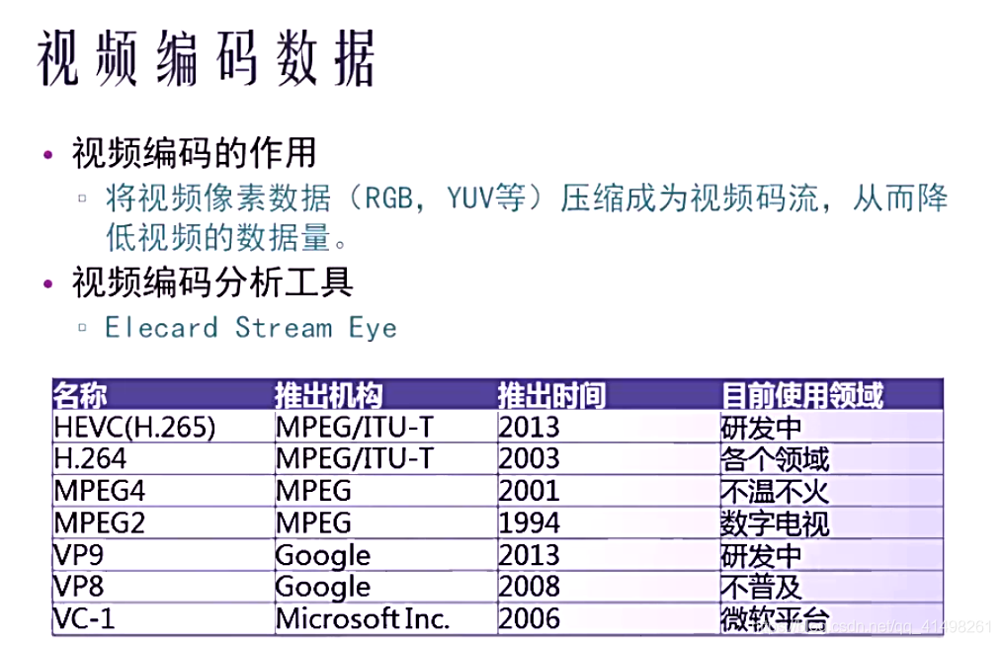 视频编码数据
• 视频编码的作用
▫ 将视频像素数据（RGB，YUV等）压缩成为视频码流，从而降
低视频的数据量。
• 视频编码分析工具
▫ Elecard Stream Eye
名称 推出机构 推出时间 目前使用领域
HEVC(H.265) MPEG/ITU-T 2013 研发中
H.264 MPEG/ITU-T 2003 各个领域
MPEG4 MPEG 2001 不温不火
MPEG2 MPEG 1994 数字电视
VP9 Google 2013 研发中
VP8 Google 2008 不普及
VC-1 Microsoft Inc. 2006 微软平台
https://blog.csdn.net/qq_41498261